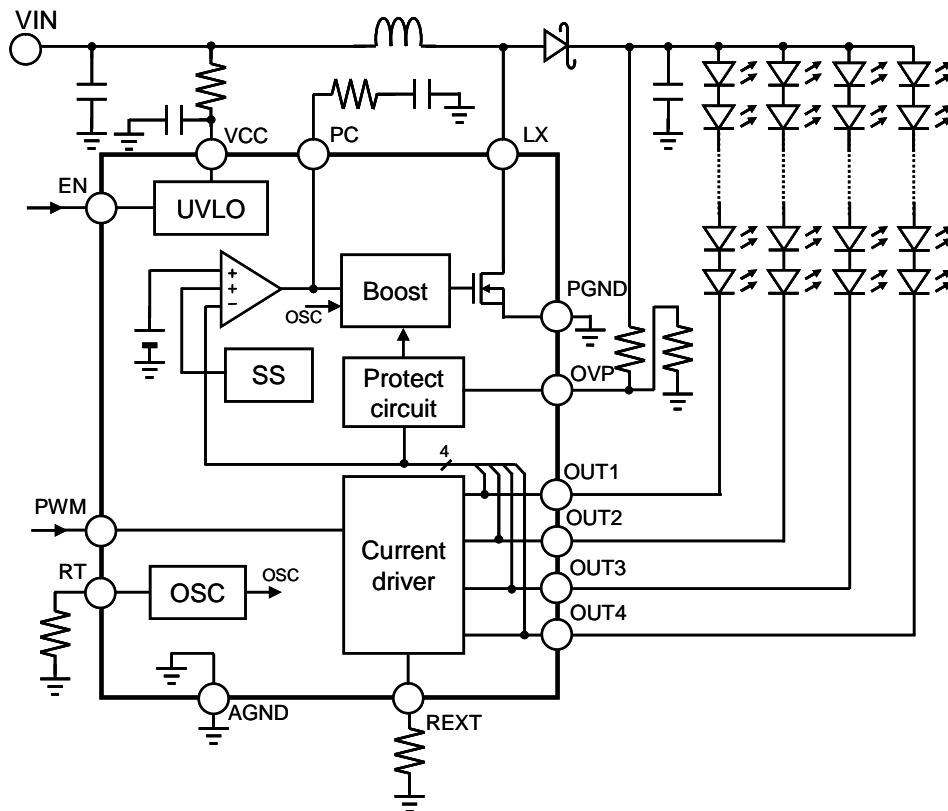 VIN
VCC
PC
LX
EN
UVLO
+
+
−
OSC
Boost
PGND
SS
Protect
circuit
OVP
4
OUT1
PWM
OUT2
Current
driver
RT
OSC
OSC
OUT3
OUT4
AGND
REXT